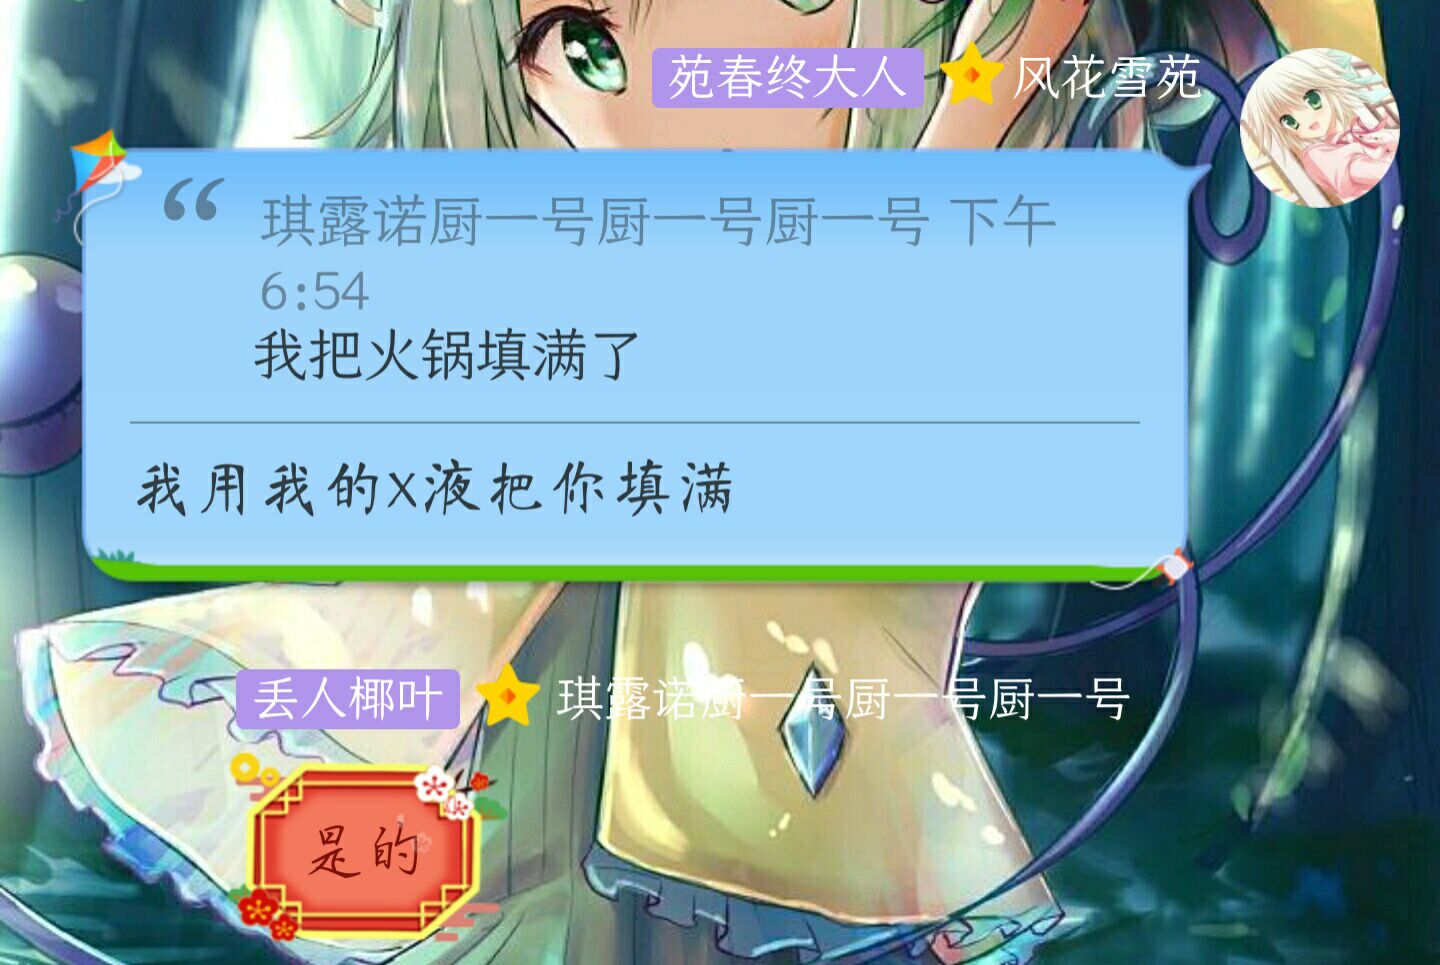 苑春终大人 风花雪苑
“ 琪露诺厨一号厨一号厨一号 下午
6:54
我把火锅填满了
我用我的X液把你填满
丢人椰叶 琪露诺厨一号厨一号厨一号
是的